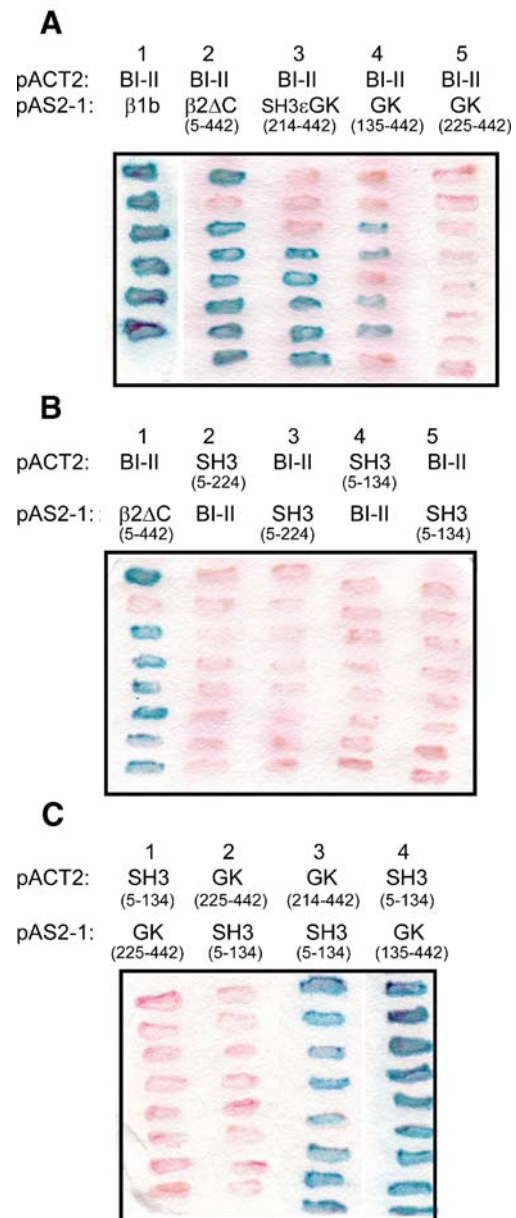 A
1 2 3 4 5
pACT2: BI-II BI-II BI-II BI-II BI-II
pAS2-1: β1b β2ΔC SH3εGK GK GK
(5-442) (214-442) (135-442) (225-442)
B
1 2 3 4 5
pACT2: BI-II SH3 BI-II SH3 BI-II
(5-224) (5-134)
pAS2-1: β2ΔC BI-II SH3 BI-II SH3
(5-442) (5-224) (5-134)
C
1 2 3 4
pACT2: SH3 GK GK SH3
(5-134) (225-442) (214-442) (5-134)
pAS2-1: GK SH3 SH3 GK
(225-442) (5-134) (5-134) (135-442)